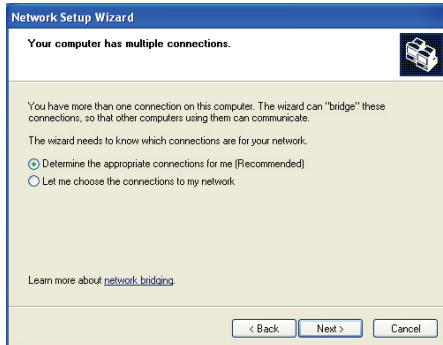 Network Setup Wizard
Your computer has multiple connections.
You have more than one connection on this computer. The wizard can "bridge" these
connections, so that other computers using them can communicate.
The wizard needs to know which connections are for your network.
Determine the appropriate connections for me (Recommended)
Let me choose the connections to my network
Learn more about network bridging.
< Back
Next >
Cancel